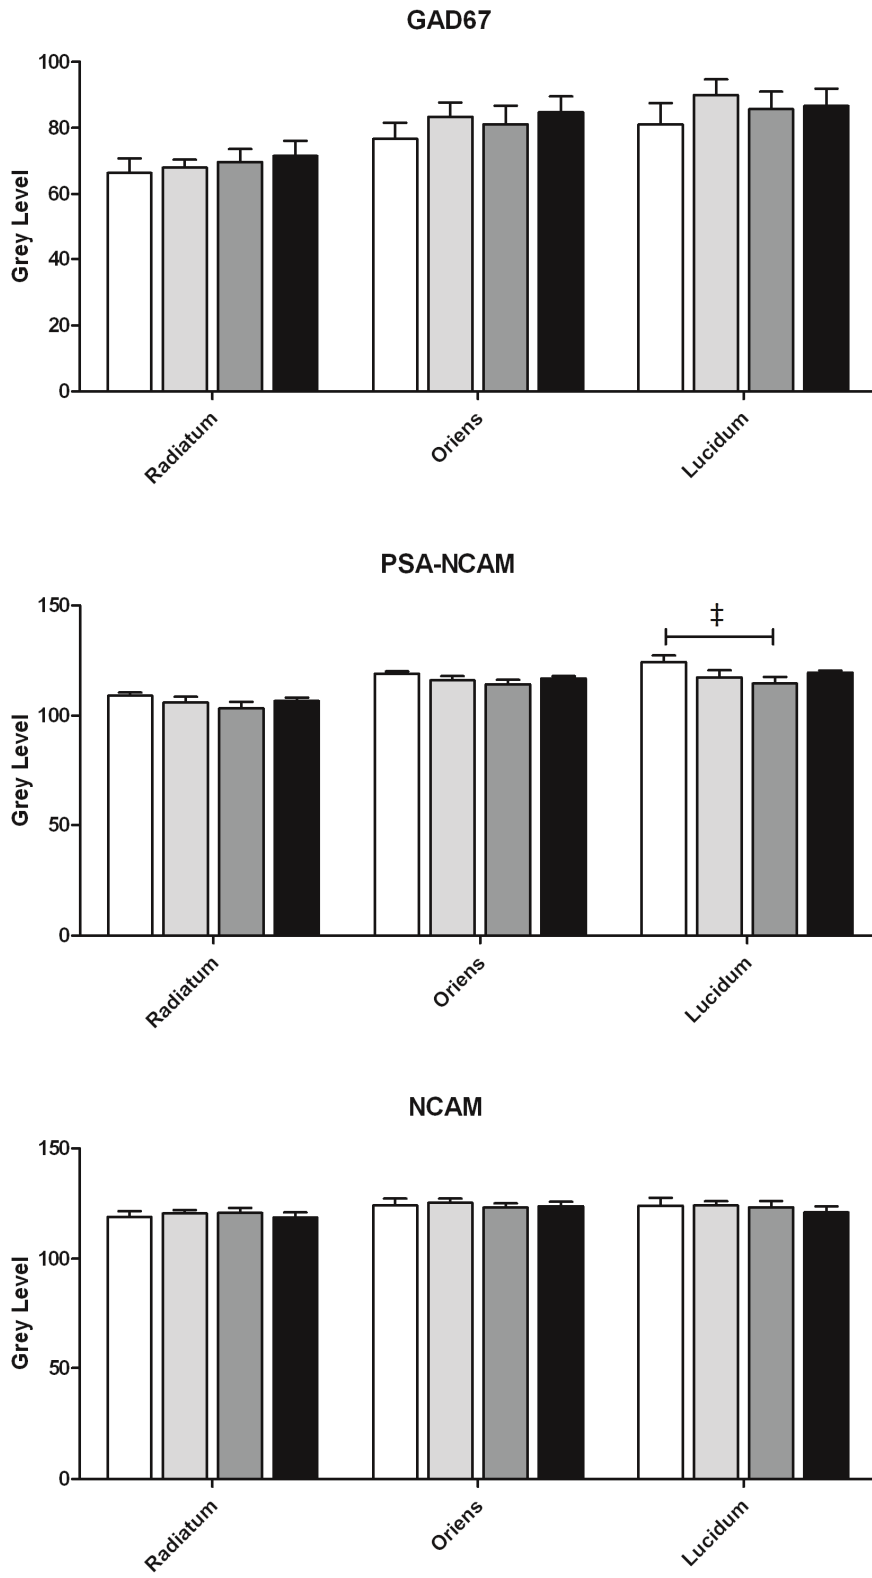 GAD67
100
80
60
40
20
0
Grey Level
Radiatum
Oriens
Lucidum
PSA-NCAM
‡
150
100
50
0
Grey Level
Radiatum
Oriens
Lucidum
NCAM
150
100
50
0
Grey Level
Radiatum
Oriens
Lucidum